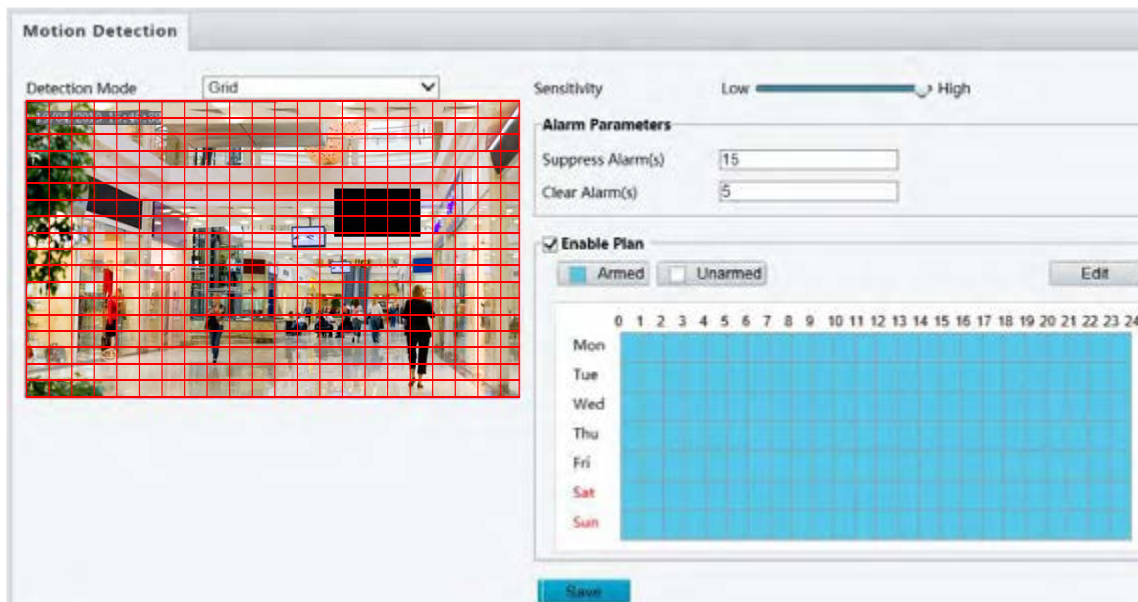 Motion Detection
Detection Mode Grid
Sensitivity Low High
Alarm Parameters
Suppress Alarm(s) 15
Clear Alarm(s) 5
Enable Plan
Armed Unarmed Edit
0 1 2 3 4 5 6 7 8 9 10 11 12 13 14 15 16 17 18 19 20 21 22 23 24
Mon
Tue
Wed
Thu
Fri
Sat
Sun
Save